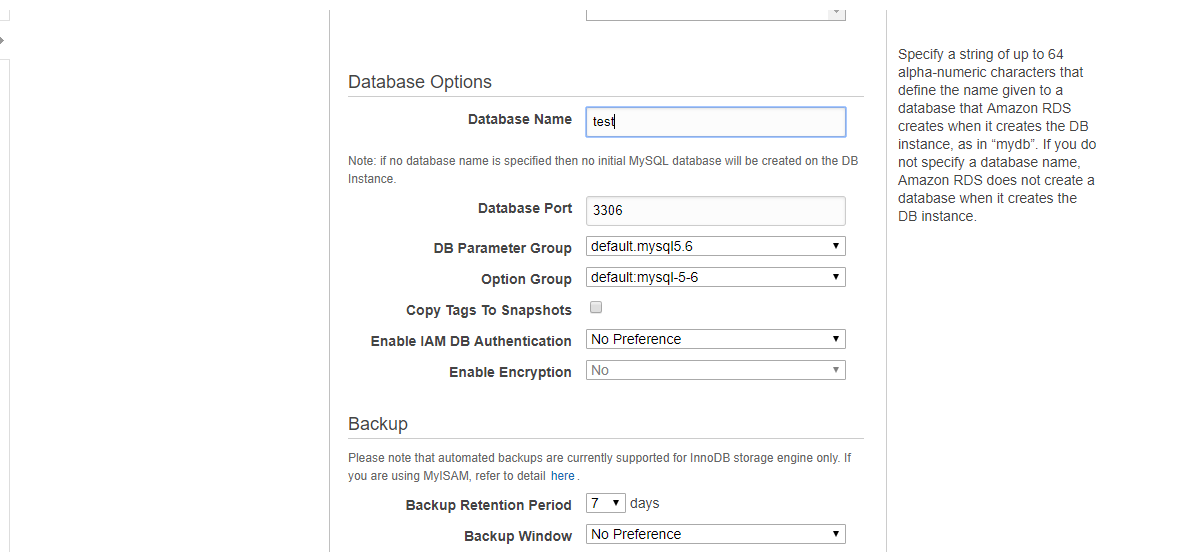 Database Options
Database Name test
Note: if no database name is specified then no initial MySQL database will be created on the DB
Instance.
Database Port 3306
DB Parameter Group default.mysql5.6
Option Group default:mysql-5-6
Copy Tags To Snapshots
Enable IAM DB Authentication No Preference
Enable Encryption No
Backup
Please note that automated backups are currently supported for InnoDB storage engine only. If
you are using MyISAM, refer to detail here .
Backup Retention Period 7 days
Backup Window No Preference
Specify a string of up to 64
alpha-numeric characters that
define the name given to a
database that Amazon RDS
creates when it creates the DB
instance, as in “mydb”. If you do
not specify a database name,
Amazon RDS does not create a
database when it creates the
DB instance.